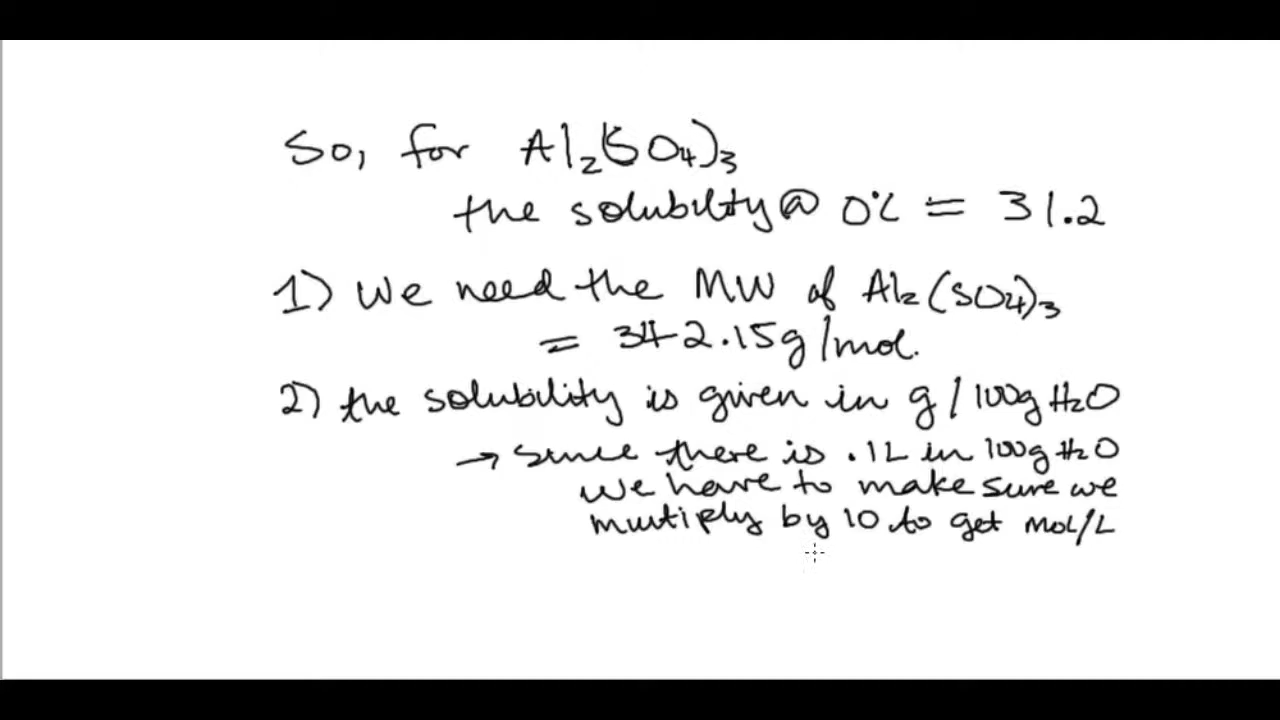 So, for Al₂(SO₄)₃
the solubility @ 0°C = 31.2
1) We need the MW of Al₂(SO₄)₃
= 342.15g/mol.
2) the solubility is given in g/100g H₂O
→ since there is .1L in 100g H₂O
we have to make sure we
multiply by 10 to get mol/L